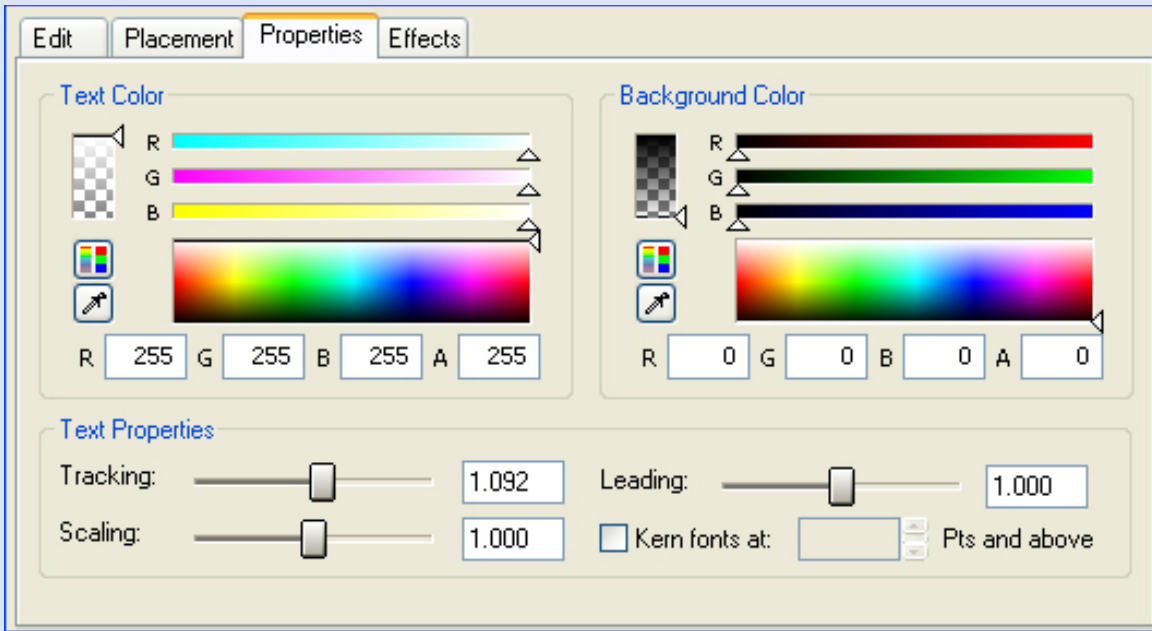 Edit Placement Properties Effects
Text Color
R
G
B
R 255 G 255 B 255 A 255
Background Color
R
G
B
R 0 G 0 B 0 A 0
Text Properties
Tracking: 1.092
Leading: 1.000
Scaling: 1.000
Kern fonts at: Pts and above